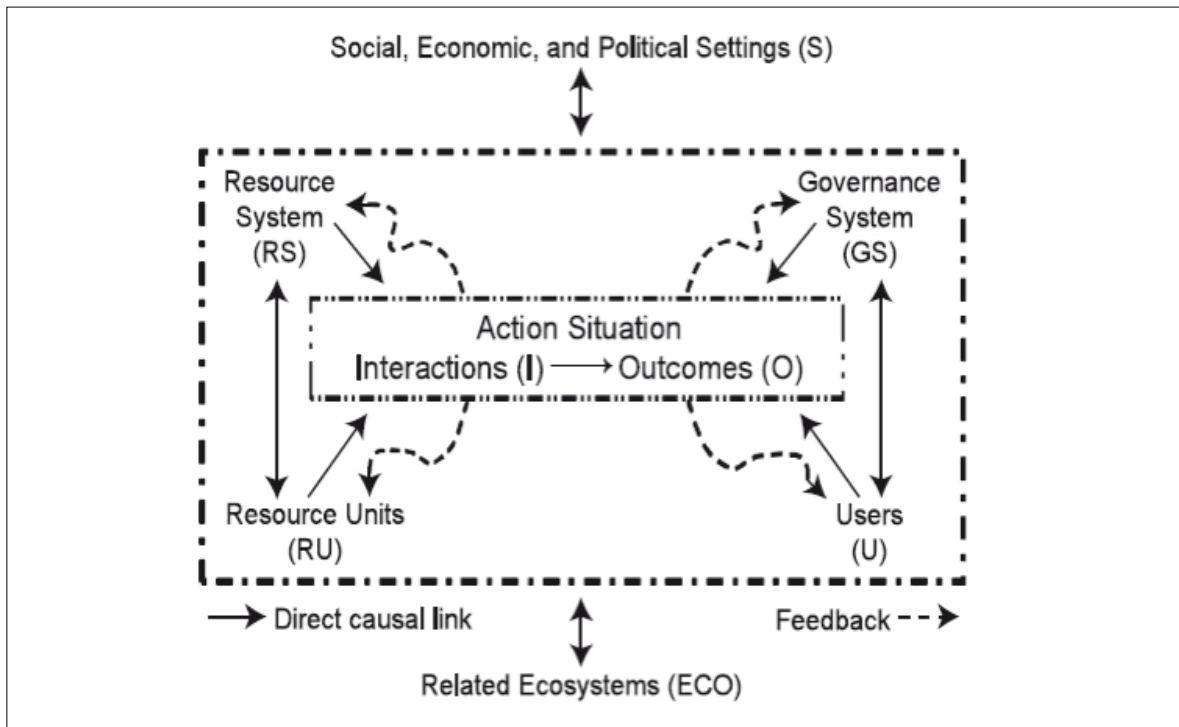 Social, Economic, and Political Settings (S)
Resource
System
(RS)
Governance
System
(GS)
Action Situation
Interactions (I) → Outcomes (O)
Resource Units
(RU)
Users
(U)
Direct causal link
Feedback
Related Ecosystems (ECO)